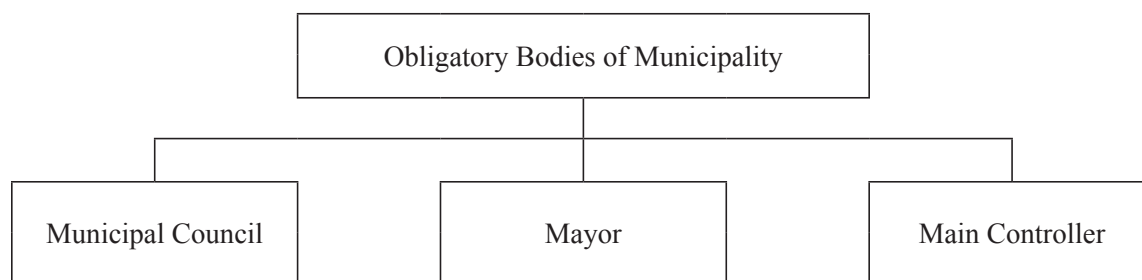 Obligatory Bodies of Municipality
Municipal Council
Mayor
Main Controller